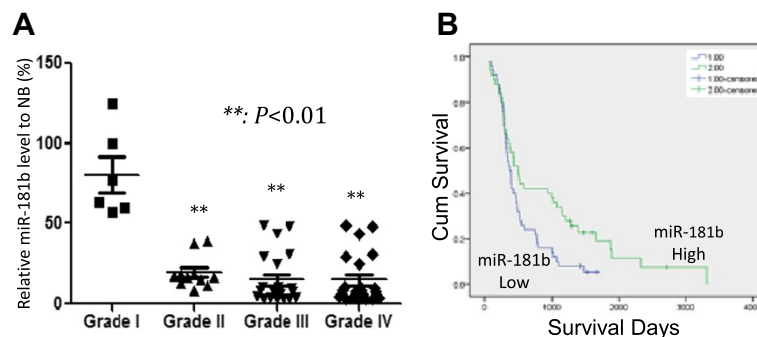 A
Relative miR-181b level to NB (%)
150
100
50
0
**: P<0.01
**
**
**
Grade I
Grade II
Grade III
Grade IV
B
Cum Survival
1.0
0.8
0.6
0.4
0.2
0.0
1.00
2.00
1.00-censored
2.00-censored
miR-181b
High
miR-181b
Low
0
1000
2000
3000
Survival Days